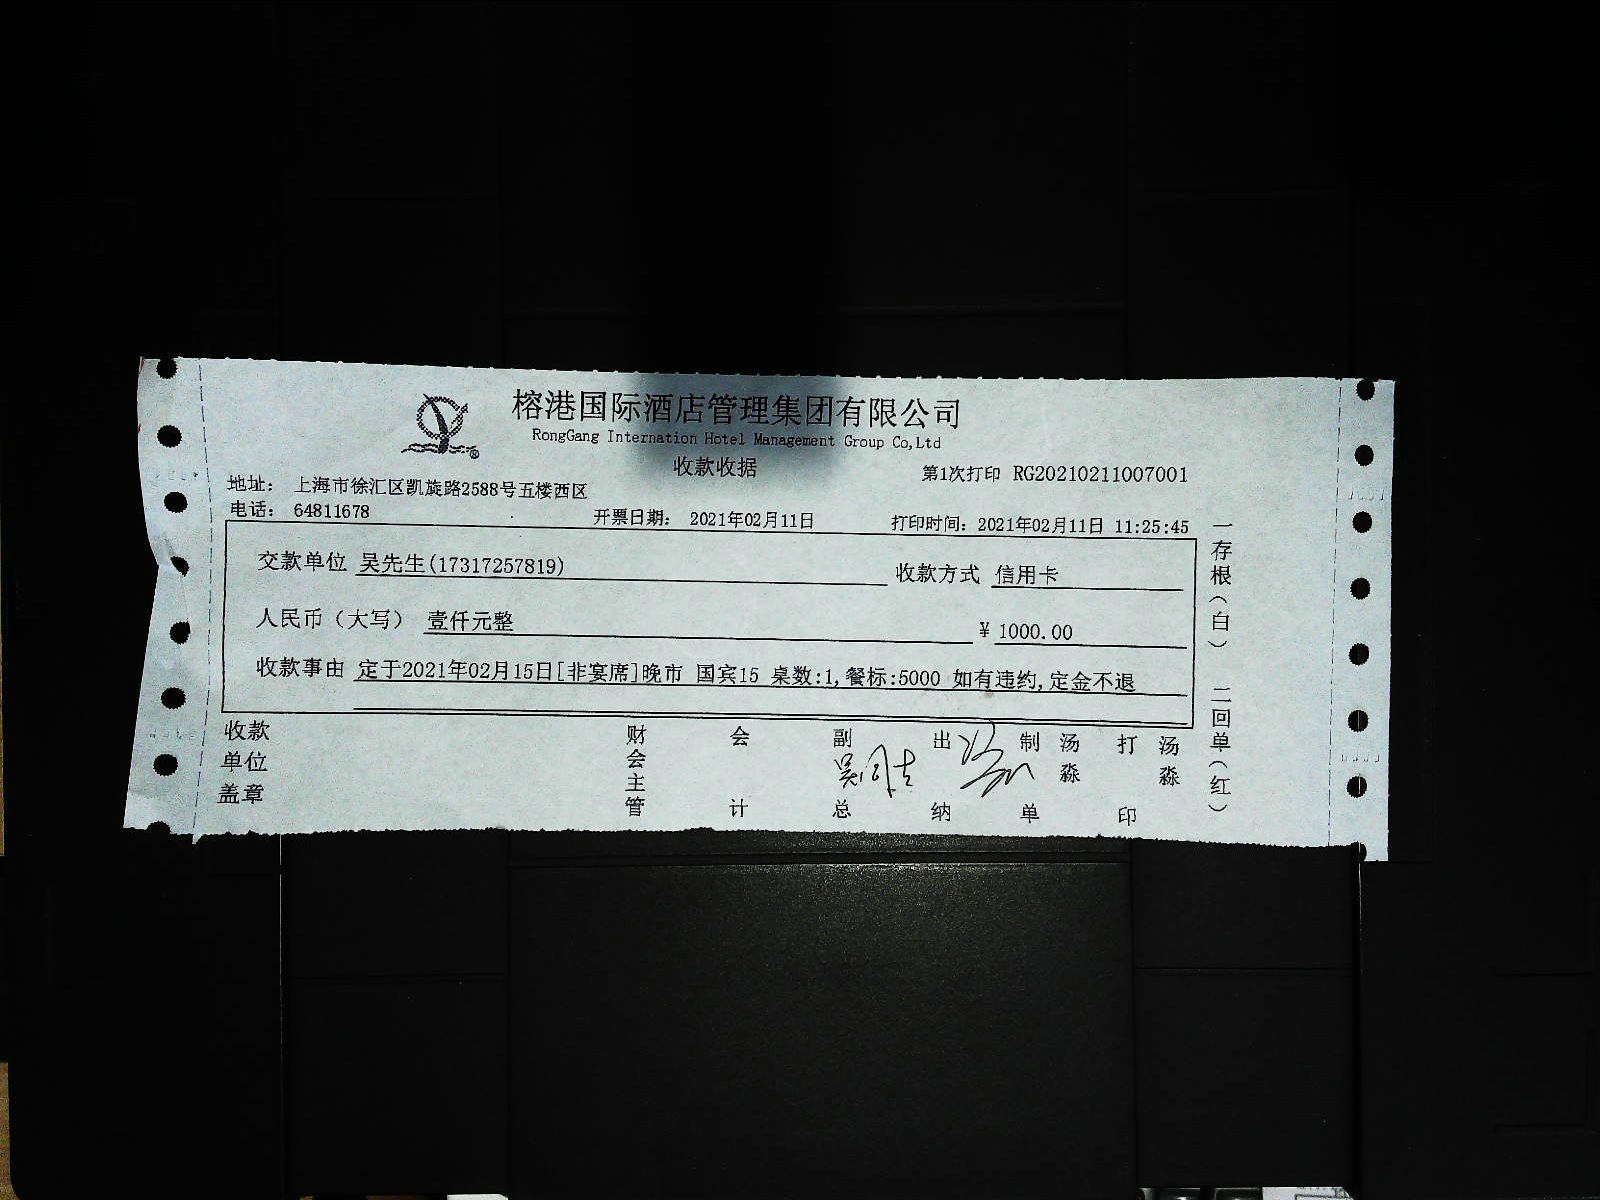 榕港国际酒店管理集团有限公司
RongGang Internation Hotel Management Group Co,Ltd
收款收据
第1次打印 RG20210211007001
地址： 上海市徐汇区凯旋路2588号五楼西区
电话： 64811678
开票日期： 2021年02月11日
打印时间：2021年02月11日 11:25:45
交款单位 吴先生(17317257819)
收款方式 信用卡
人民币（大写） 壹仟元整
¥ 1000.00
收款事由 定于2021年02月15日[非宴席]晚市 国宾15 桌数:1,餐标:5000 如有违约,定金不退
收款单位盖章
财会主管
会计
副总
出纳
制单
汤淼
打印
汤淼
一存根（白） 二回单（红）